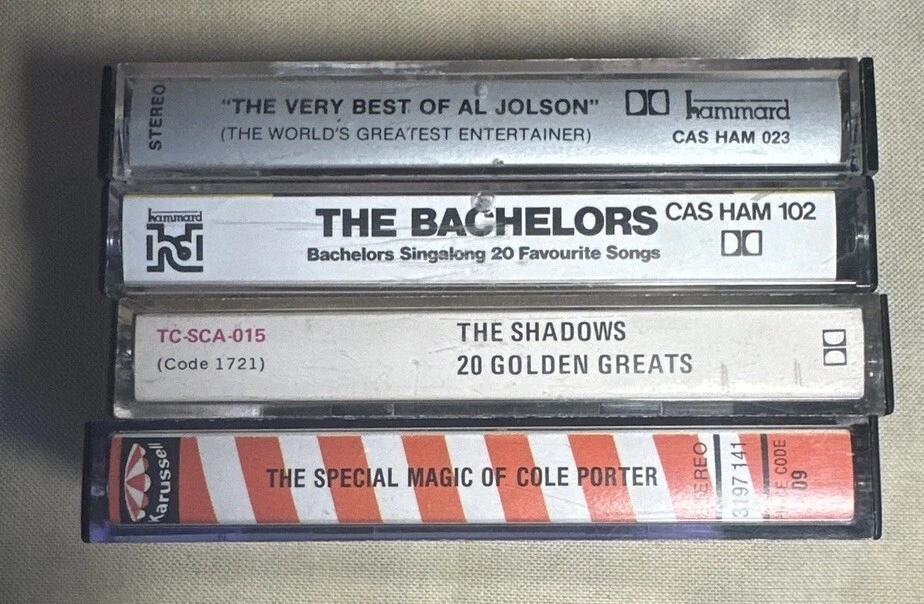 STEREO
"THE VERY BEST OF AL JOLSON"
(THE WORLD'S GREATEST ENTERTAINER)
hammard
CAS HAM 023
hammard
hd
THE BACHELORS
Bachelors Singalong 20 Favourite Songs
CAS HAM 102
TC-SCA-015
(Code 1721)
THE SHADOWS
20 GOLDEN GREATS
Karussell
THE SPECIAL MAGIC OF COLE PORTER
STEREO
3197 141
CODE
09